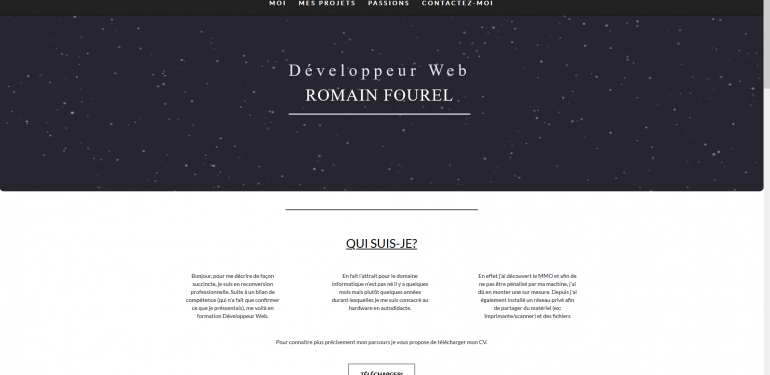 MOI MES PROJETS PASSIONS CONTACTEZ-MOI
Développeur Web
ROMAIN FOUREL
QUI SUIS-JE?
Bonjour, pour me décrire de façon
succincte, je suis en reconversion
professionnelle. Suite à un bilan de
compétence (qui n'a fait que confirmer
ce que je préssentais), me voilà en
formation Développeur Web.
En fait l'attrait pour le domaine
Informatique n'est pas né il y a quelques
mois mais plutôt quelques années
durant lesquelles je me suis consacré au
hardware en autodidacte.
En effet j'ai découvert le MMO et afin de
ne pas être pénalisé par ma machine, j'ai
dû en monter une sur mesure. Depuis j'ai
également installé un réseau privé afin
de partager du matériel (ex:
Imprimante/scanner) et des fichiers
Pour connaître plus précisement mon parcours je vous propose de télécharger mon CV.
TÉLÉCHARGER!